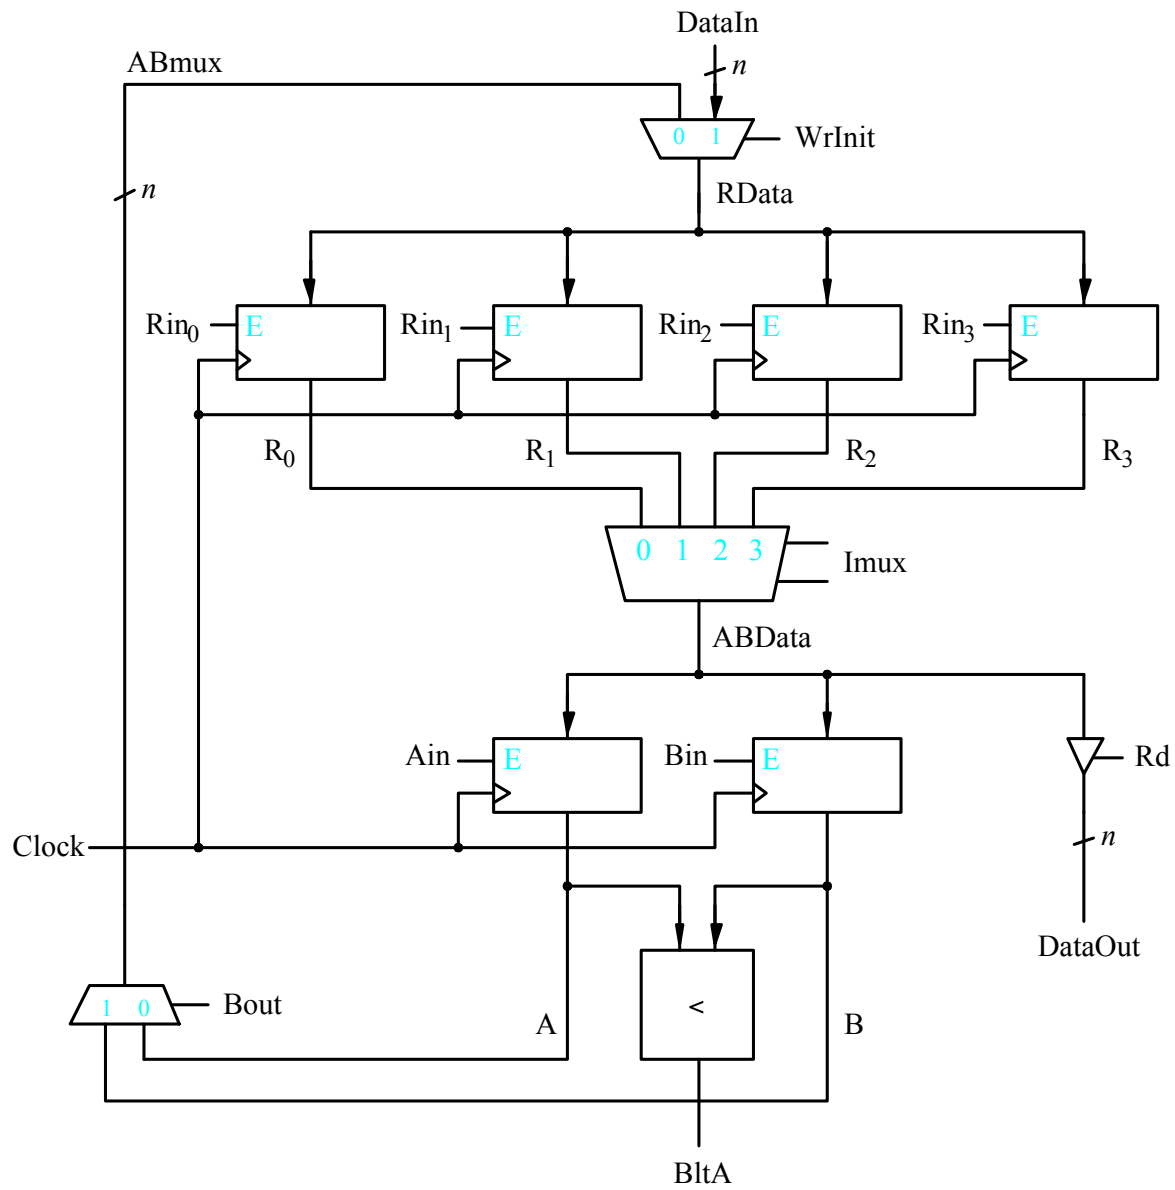 DataIn
ABmux
n
0 1
WrInit
n
RData
Rin0 E
Rin1 E
Rin2 E
Rin3 E
R0
R1
R2
R3
0 1 2 3
Imux
ABData
Ain E
Bin E
Rd
Clock
n
DataOut
1 0
Bout
<
A
B
BltA